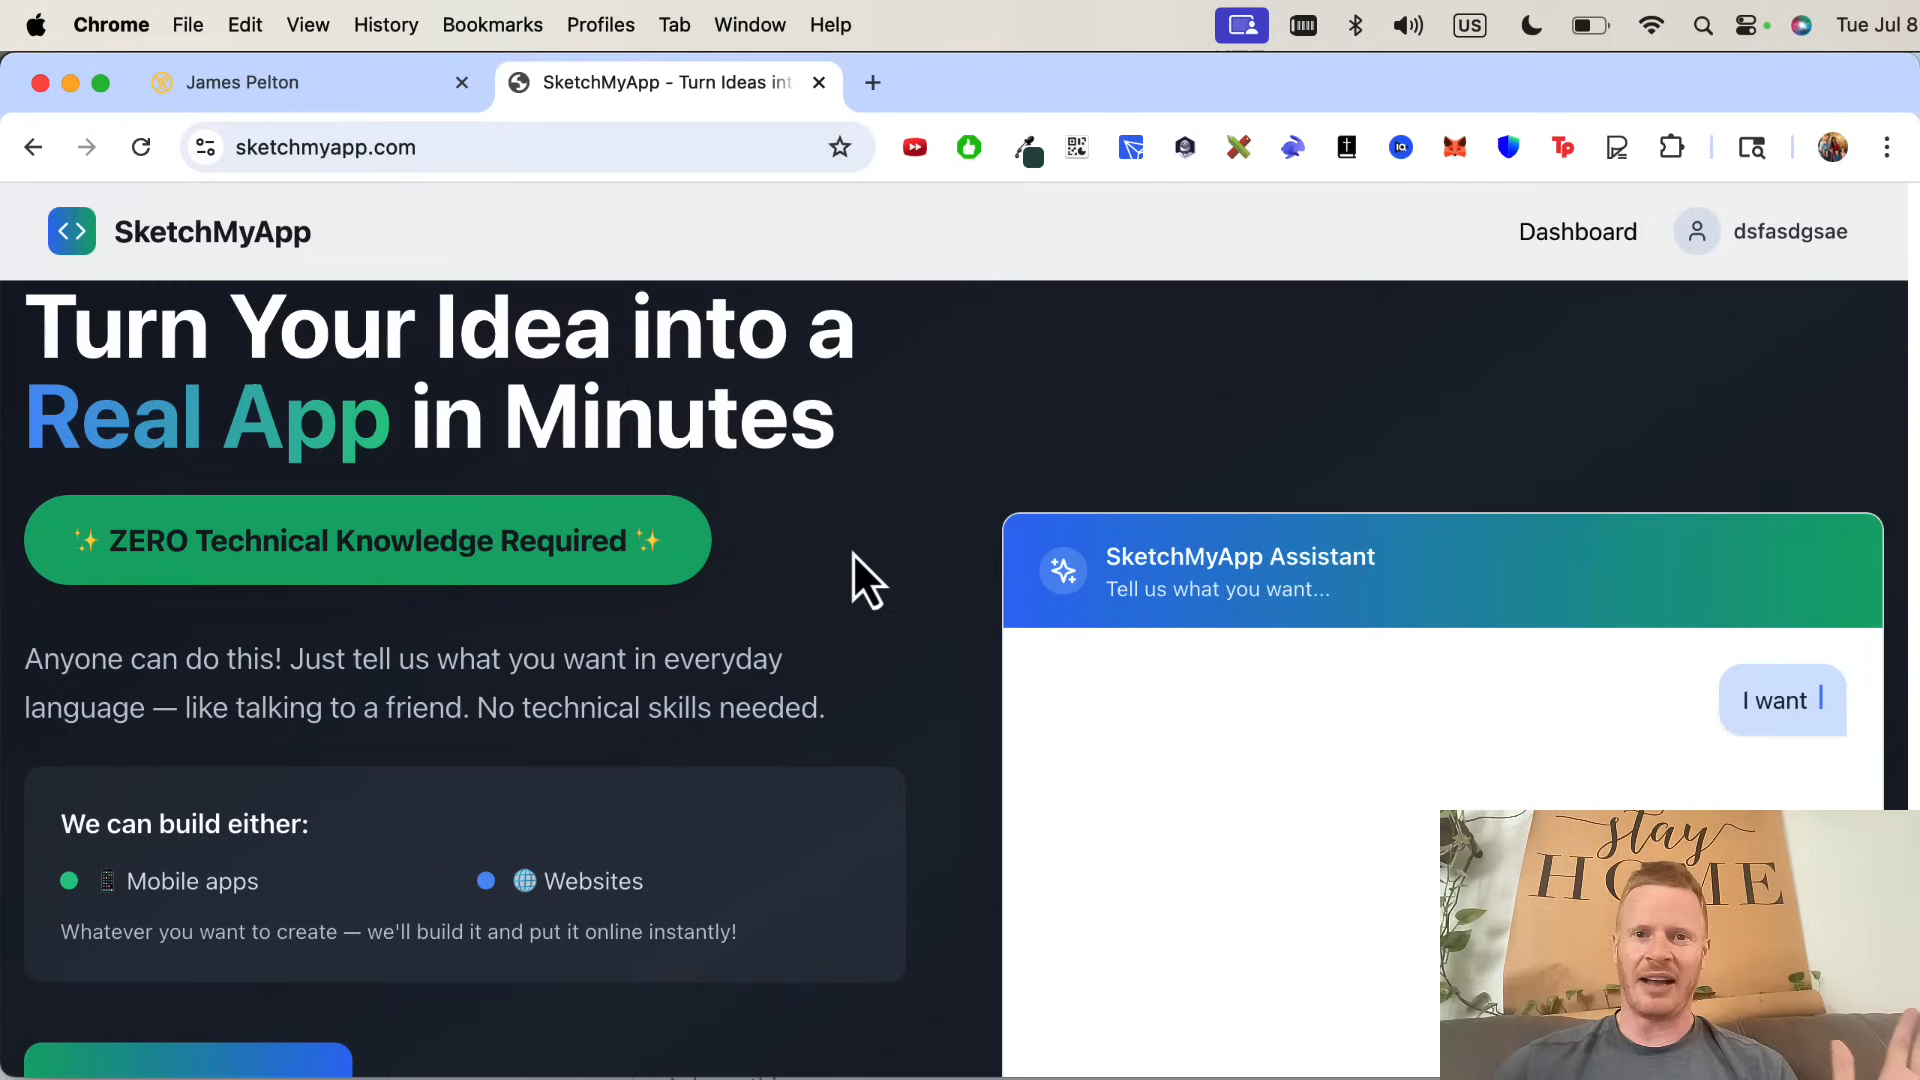 Chrome File Edit View History Bookmarks Profiles Tab Window Help US Tue Jul 8
James Pelton SketchMyApp - Turn Ideas int
sketchmyapp.com
SketchMyApp Dashboard dsfasdgsae
Turn Your Idea into a
Real App in Minutes
✨ ZERO Technical Knowledge Required ✨
Anyone can do this! Just tell us what you want in everyday
language — like talking to a friend. No technical skills needed.
We can build either:
📱 Mobile apps 🌐 Websites
Whatever you want to create — we'll build it and put it online instantly!
SketchMyApp Assistant
Tell us what you want...
I want
stay
HOME